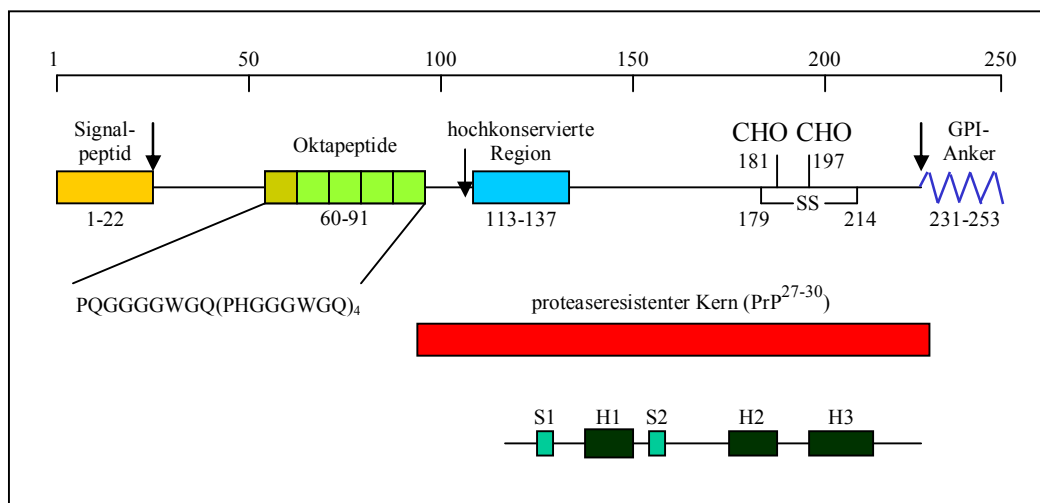 1 50 100 150 200 250
Signal-
peptid
Oktapeptide
hochkonservierte
Region
CHO CHO
181 197
GPI-
Anker
1-22
60-91
113-137
179 SS 214
231-253
PQGGGGWGQ(PHGGGWGQ)4
proteaseresistenter Kern (PrP27-30)
S1 H1 S2 H2 H3